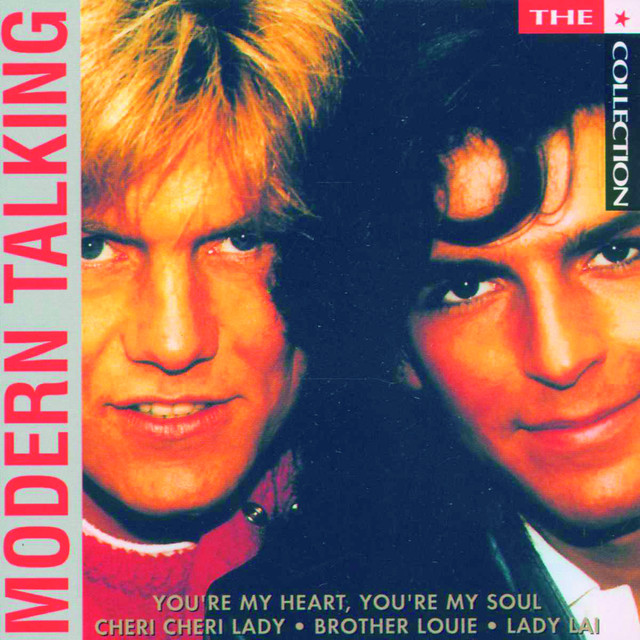 MODERN TALKING
THE
COLLECTION
YOU'RE MY HEART, YOU'RE MY SOUL
CHERI CHERI LADY • BROTHER LOUIE • LADY LAI